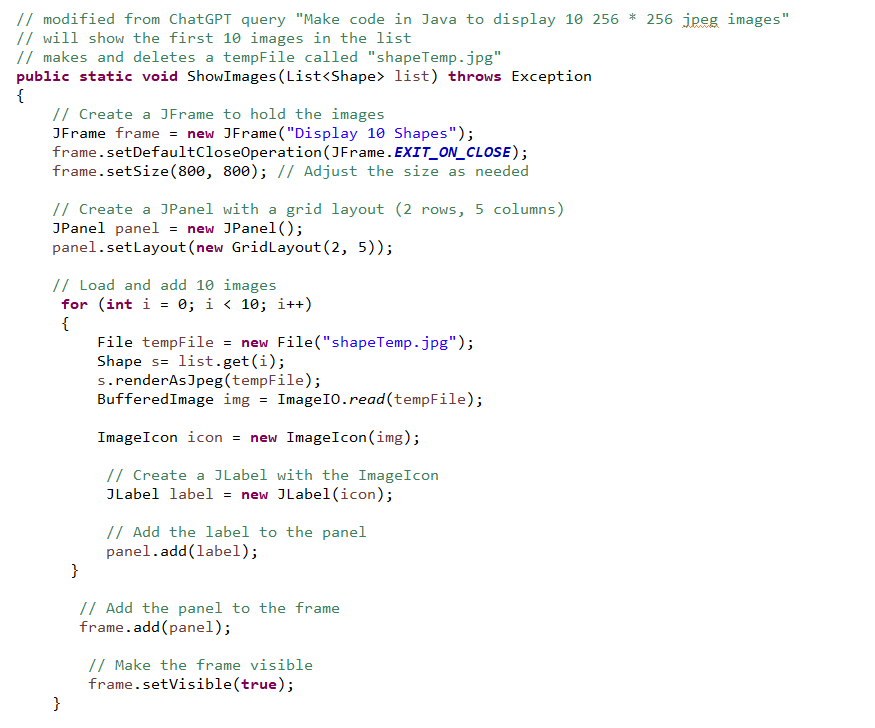 // modified from ChatGPT query "Make code in Java to display 10 256 * 256 jpeg images"
// will show the first 10 images in the list
// makes and deletes a tempFile called "shapeTemp.jpg"
public static void ShowImages(List<Shape> list) throws Exception
{
// Create a JFrame to hold the images
JFrame frame = new JFrame("Display 10 Shapes");
frame.setDefaultCloseOperation(JFrame.EXIT_ON_CLOSE);
frame.setSize(800, 800); // Adjust the size as needed
// Create a JPanel with a grid layout (2 rows, 5 columns)
JPanel panel = new JPanel();
panel.setLayout(new GridLayout(2, 5));
// Load and add 10 images
for (int i = 0; i < 10; i++)
{
File tempFile = new File("shapeTemp.jpg");
Shape s= list.get(i);
s.renderAsJpeg(tempFile);
BufferedImage img = ImageIO.read(tempFile);
ImageIcon icon = new ImageIcon(img);
// Create a JLabel with the ImageIcon
JLabel label = new JLabel(icon);
// Add the label to the panel
panel.add(label);
}
// Add the panel to the frame
frame.add(panel);
// Make the frame visible
frame.setVisible(true);
}